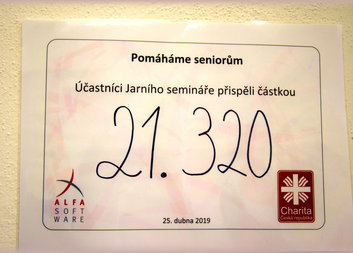 Pomáháme seniorům
Účastníci Jarního semináře přispěli částkou
21.320
ALFA
SOFT
WARE
25. dubna 2019
Charita
Česká republika